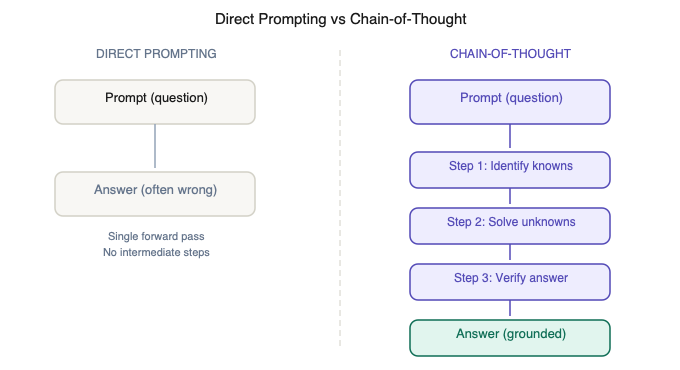 Direct Prompting vs Chain-of-Thought
DIRECT PROMPTING
Prompt (question)
Answer (often wrong)
Single forward pass
No intermediate steps
CHAIN-OF-THOUGHT
Prompt (question)
Step 1: Identify knowns
Step 2: Solve unknowns
Step 3: Verify answer
Answer (grounded)